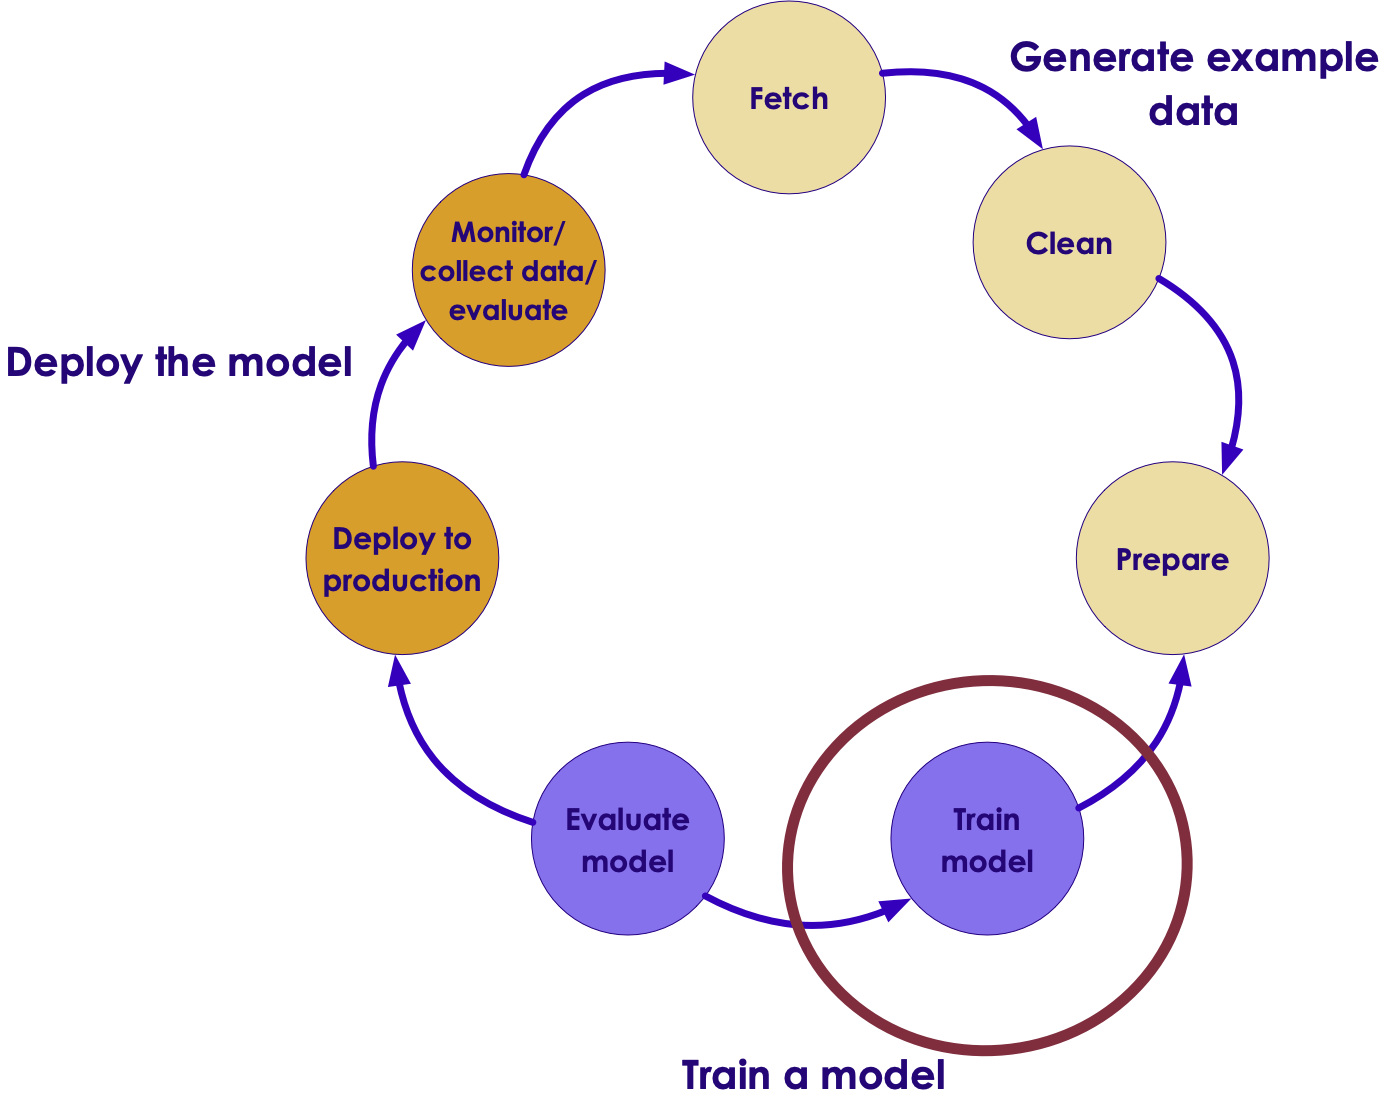 Generate example
data
Fetch
Clean
Monitor/
collect data/
evaluate
Deploy the model
Deploy to
production
Prepare
Evaluate
model
Train
model
Train a model